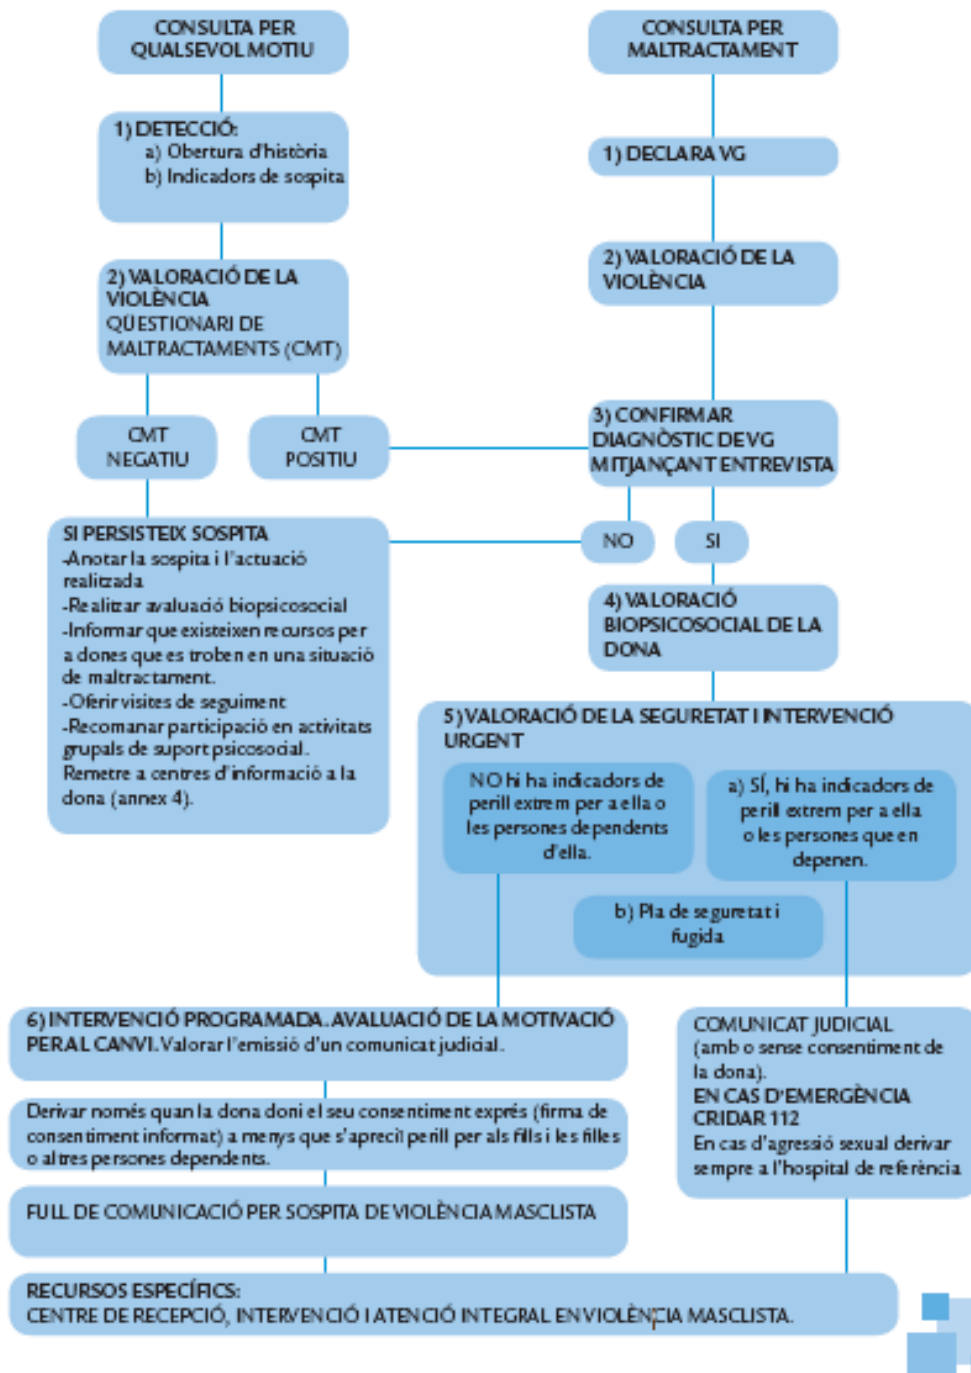 CONSULTA PER
QUALSEVOL MOTIU
CONSULTA PER
MALTRACTAMENT
1) DETECCIÓ:
a) Obertura d'història
b) Indicadors de sospita
1) DECLARA VG
2) VALORACIÓ DE LA
VIOLÈNCIA
QÜESTIONARI DE
MALTRACTAMENTS (CMT)
2) VALORACIÓ DE LA
VIOLÈNCIA
CMT
NEGATIU
CMT
POSITIU
3) CONFIRMAR
DIAGNÒSTIC DE VG
MITJANÇANT ENTREVISTA
NO
SI
SI PERSISTEIX SOSPITA
-Anotar la sospita i l'actuació
realitzada
-Realitzar avaluació biopsicosocial
-Informar que existeixen recursos per
a dones que es troben en una situació
de maltractament.
-Oferir visites de seguiment
-Recomanar participació en activitats
grupals de suport psicosocial.
Remetre a centres d'informació a la
dona (annex 4).
4) VALORACIÓ
BIOPSICOSOCIAL DE LA
DONA
5) VALORACIÓ DE LA SEGURETAT I INTERVENCIÓ
URGENT
NO hi ha indicadors de
perill extrem per a ella o
les persones dependents
d'ella.
a) SÍ, hi ha indicadors de
perill extrem per a ella
o les persones que en
depenen.
b) Pla de seguretat i
fugida
6) INTERVENCIÓ PROGRAMADA. AVALUACIÓ DE LA MOTIVACIÓ
PER AL CANVI. Valorar l'emissió d'un comunicat judicial.
Derivar només quan la dona doni el seu consentiment exprés (firma de
consentiment informat) a menys que s'apreciï perill per als fills i les filles
o altres persones dependents.
FULL DE COMUNICACIÓ PER SOSPITA DE VIOLÈNCIA MASCLISTA
COMUNICAT JUDICIAL
(amb o sense consentiment de
la dona).
EN CAS D'EMERGÈNCIA
CRIDAR 112
En cas d'agressió sexual derivar
sempre a l'hospital de referència
RECURSOS ESPECÍFICS:
CENTRE DE RECEPCIÓ, INTERVENCIÓ I ATENCIÓ INTEGRAL EN VIOLÈNCIA MASCLISTA.